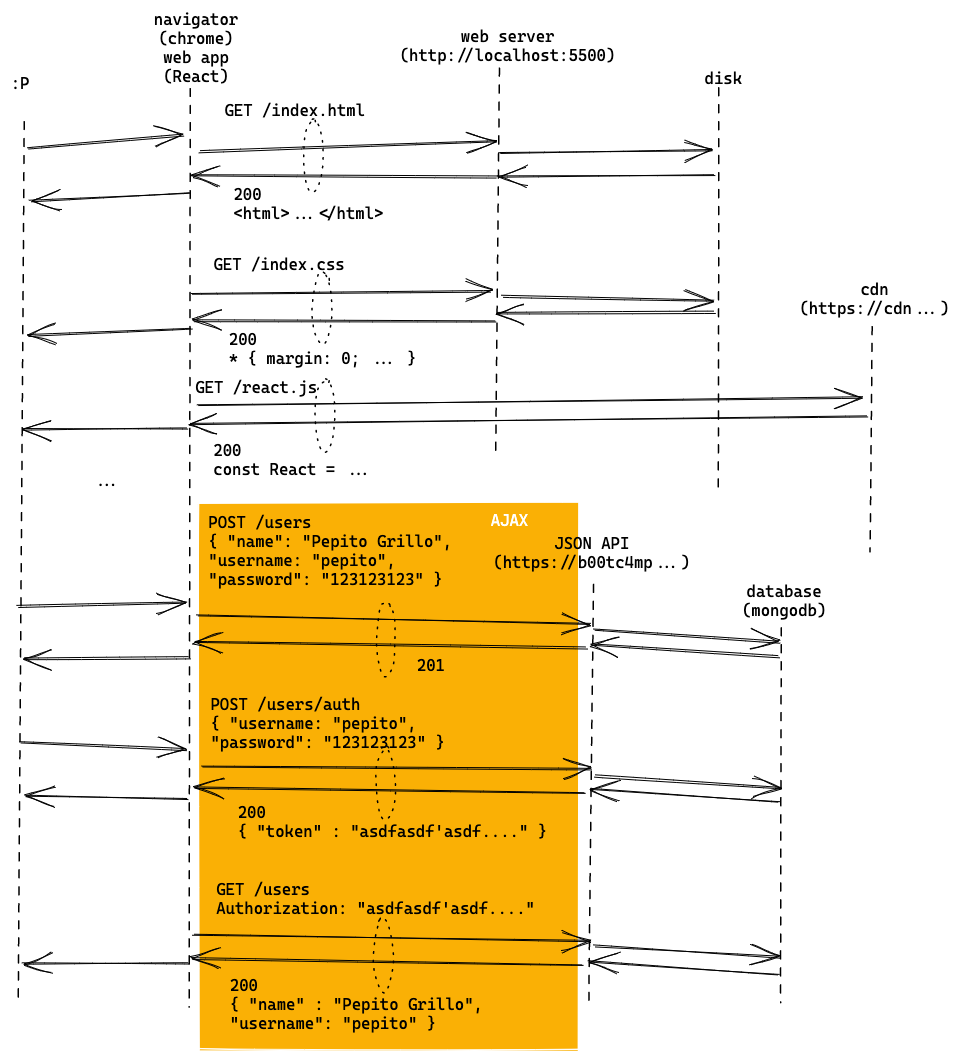 navigator
(chrome)
web app
(React)
web server
(http://localhost:5500)
disk
:P
GET /index.html
200
<html>...</html>
GET /index.css
cdn
(https://cdn...)
200
* { margin: 0; ... }
GET /react.js
200
const React = ...
...
POST /users
{ "name": "Pepito Grillo",
"username: "pepito",
"password": "123123123" }
AJAX
JSON API
(https://b00tc4mp...)
database
(mongodb)
201
POST /users/auth
{ "username: "pepito",
"password": "123123123" }
200
{ "token" : "asdfasdf'asdf...." }
GET /users
Authorization: "asdfasdf'asdf...."
200
{ "name" : "Pepito Grillo",
"username": "pepito" }